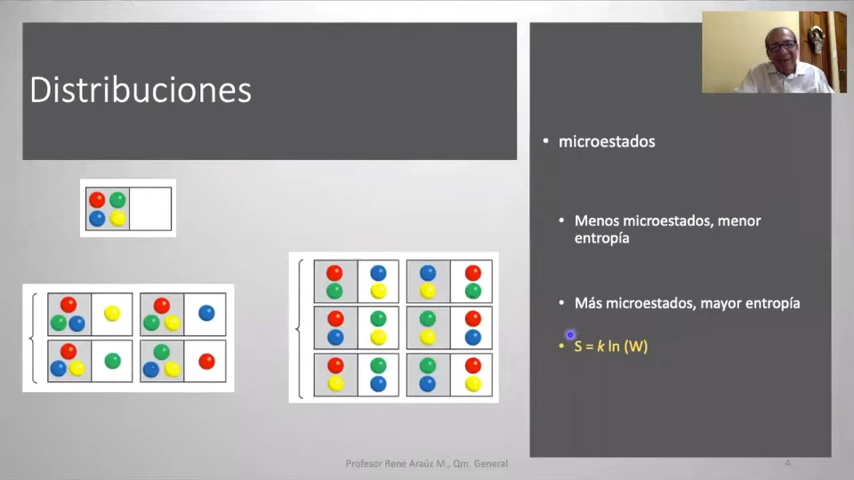 Distribuciones
• microestados
• Menos microestados, menor
entropía
• Más microestados, mayor entropía
• S = k ln (W)
Profesor René Araúz M., Qm. General
4